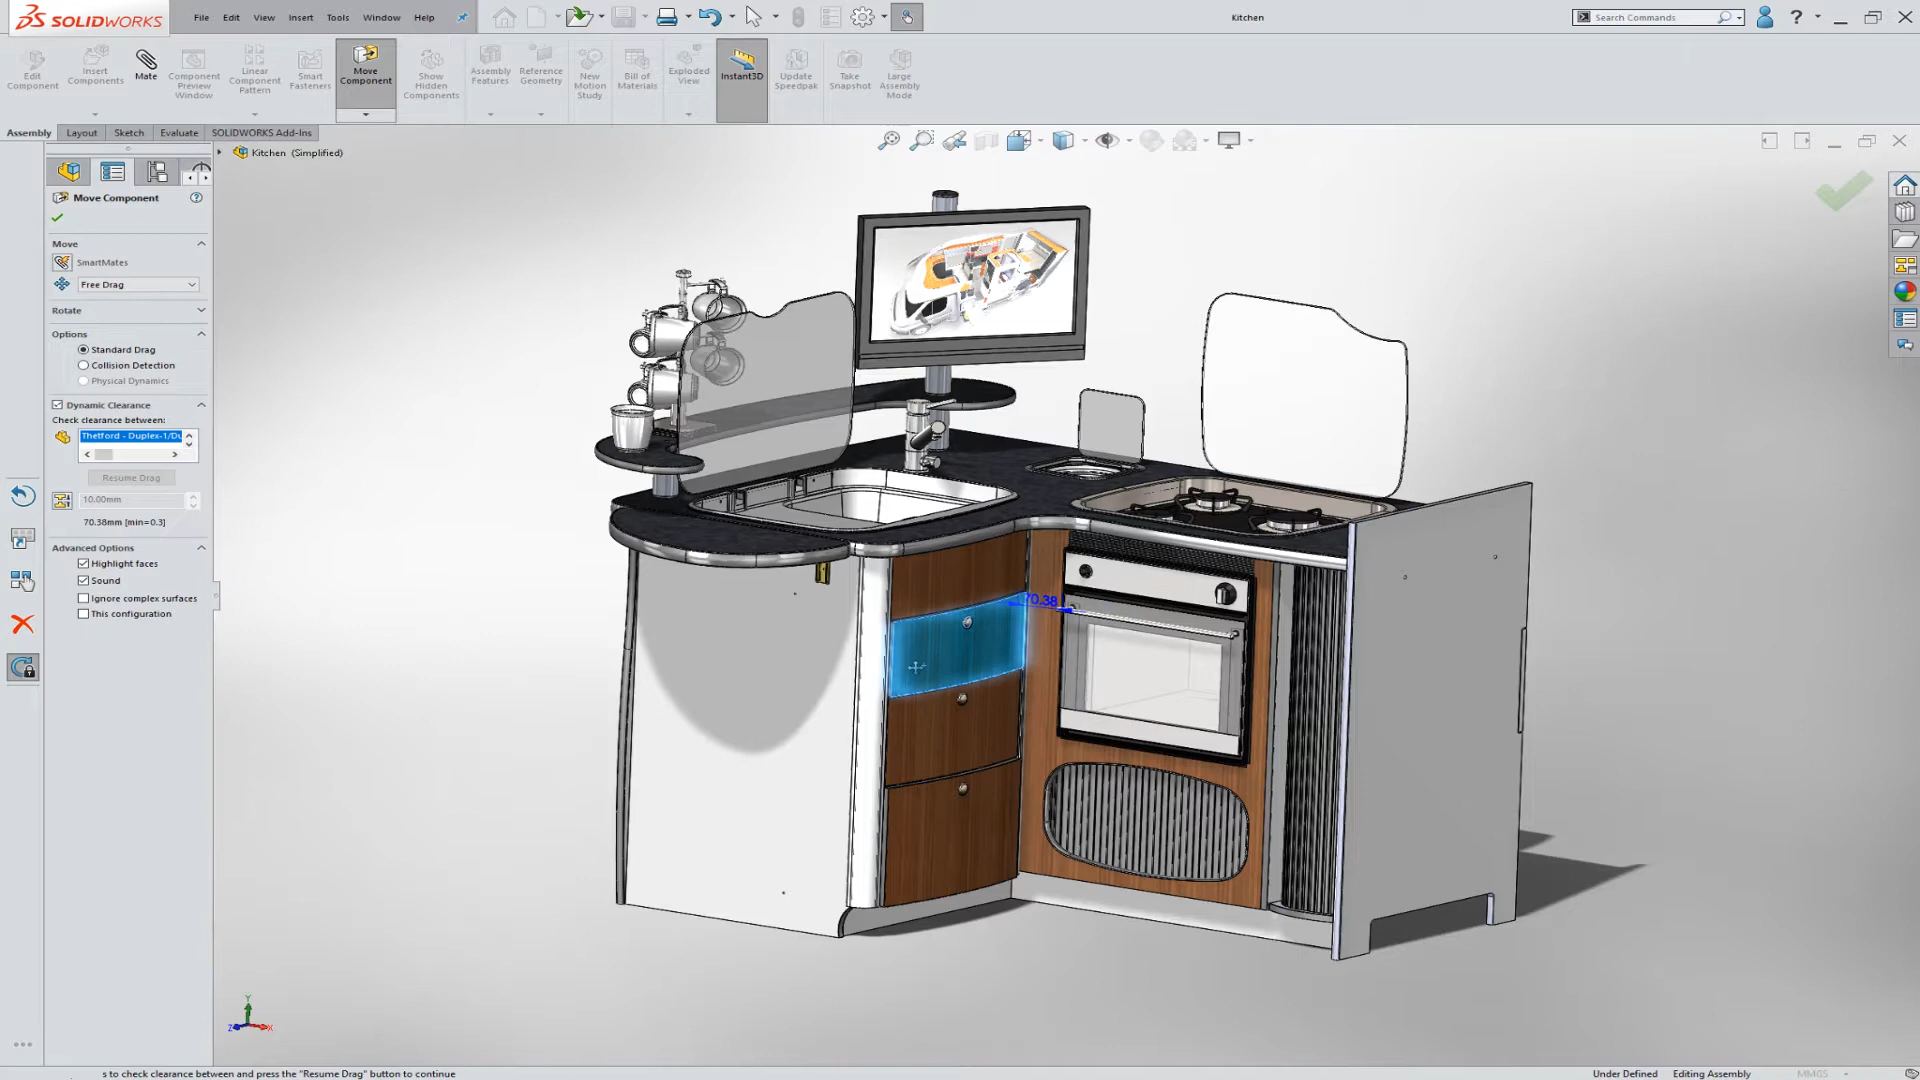 SOLIDWORKS
File Edit View Insert Tools Window Help
Kitchen
Search Commands
?
Edit Component
Insert Components
Mate
Component Preview Window
Linear Component Pattern
Smart Fasteners
Move Component
Show Hidden Components
Assembly Features
Reference Geometry
New Motion Study
Bill of Materials
Exploded View
Instant3D
Update Speedpak
Take Snapshot
Large Assembly Mode
Assembly Layout Sketch Evaluate SOLIDWORKS Add-Ins
Kitchen (Simplified)
Move Component
Move
SmartMates
Free Drag
Rotate
Options
Standard Drag
Collision Detection
Physical Dynamics
Dynamic Clearance
Check clearance between:
Thetford - Duplex-1/Du
Resume Drag
10.00mm
70.38mm [min=0.3]
Advanced Options
Highlight faces
Sound
Ignore complex surfaces
This configuration
70.38
Y
Z X
s to check clearance between and press the "Resume Drag" button to continue
Under Defined Editing Assembly MMGS